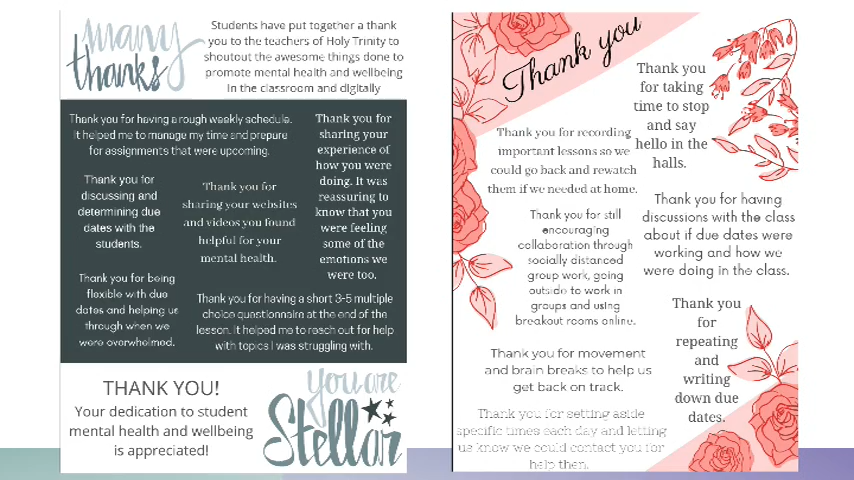 many
thanks
Students have put together a thank
you to the teachers of Holy Trinity to
shoutout the awesome things done to
promote mental health and wellbeing
in the classroom and digitally
Thank you for having a rough weekly schedule.
It helped me to manage my time and prepare
for assignments that were upcoming.
Thank you for
sharing your
experience of
how you were
doing. It was
reassuring to
know that you
were feeling
some of the
emotions we
were too.
Thank you for
discussing and
determining due
dates with the
students.
Thank you for
sharing your websites
and videos you found
helpful for your
mental health.
Thank you for being
flexible with due
dates and helping us
through when we
were overwhelmed.
Thank you for having a short 3-5 multiple
choice questionnaire at the end of the
lesson. It helped me to reach out for help
with topics I was struggling with.
THANK YOU!
Your dedication to student
mental health and wellbeing
is appreciated!
you are
Stellar
Thank you
Thank you
for taking
time to stop
and say
hello in the
halls.
Thank you for recording
important lessons so we
could go back and rewatch
them if we needed at home.
Thank you for still
encouraging
collaboration through
socially distanced
group work, going
outside to work in
groups and using
breakout rooms online.
Thank you for having
discussions with the class
about if due dates were
working and how we
were doing in the class.
Thank you
for
repeating
and
writing
down due
dates.
Thank you for movement
and brain breaks to help us
get back on track.
Thank you for setting aside
specific times each day and letting
us know we could contact you for
help then.